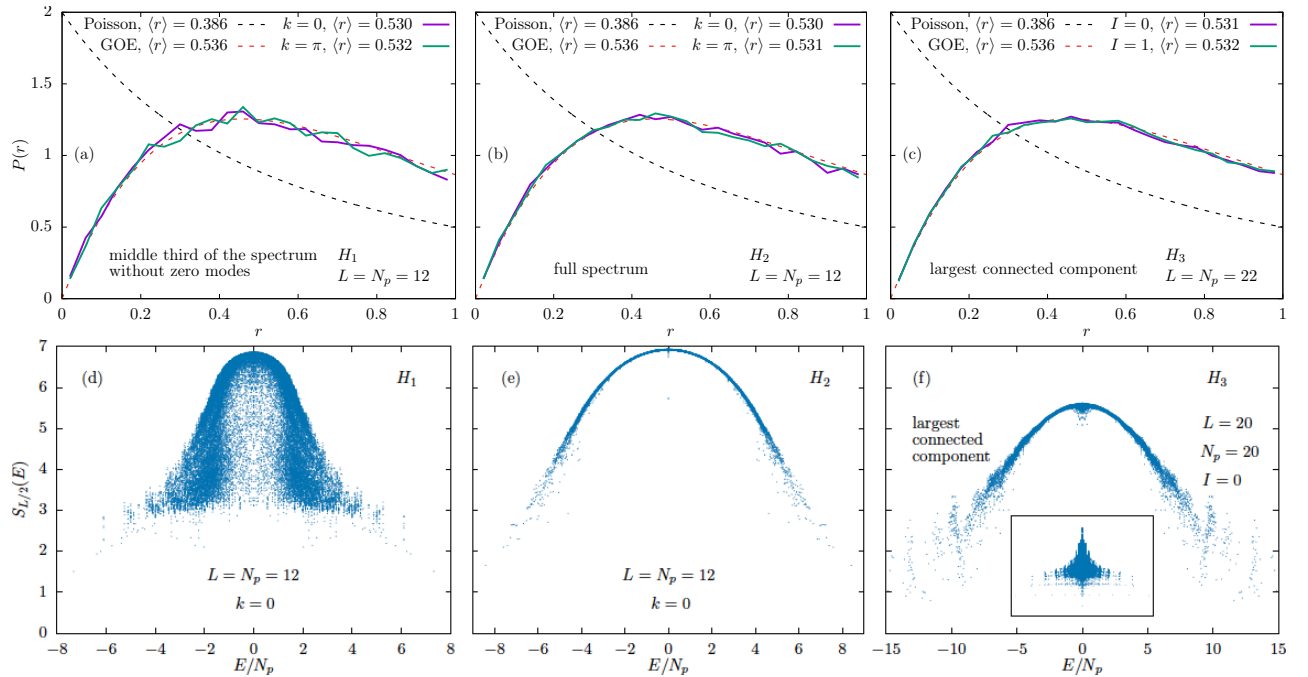 Poisson, ⟨r⟩ = 0.386 k = 0, ⟨r⟩ = 0.530
GOE, ⟨r⟩ = 0.536 k = π, ⟨r⟩ = 0.532
(a)
middle third of the spectrum
without zero modes
H₁
L = Nₚ = 12
P(r)
0
0.5
1
1.5
2
0 0.2 0.4 0.6 0.8 1
r
Poisson, ⟨r⟩ = 0.386 k = 0, ⟨r⟩ = 0.530
GOE, ⟨r⟩ = 0.536 k = π, ⟨r⟩ = 0.531
(b)
full spectrum
H₂
L = Nₚ = 12
0 0.2 0.4 0.6 0.8 1
r
Poisson, ⟨r⟩ = 0.386 I = 0, ⟨r⟩ = 0.531
GOE, ⟨r⟩ = 0.536 I = 1, ⟨r⟩ = 0.532
(c)
largest connected component
H₃
L = Nₚ = 22
0 0.2 0.4 0.6 0.8 1
r
(d)
H₁
L = Nₚ = 12
k = 0
S_{L/2}(E)
0
1
2
3
4
5
6
7
−8 −6 −4 −2 0 2 4 6 8
E/Nₚ
(e)
H₂
L = Nₚ = 12
k = 0
−8 −6 −4 −2 0 2 4 6 8
E/Nₚ
(f)
H₃
largest
connected
component
L = 20
Nₚ = 20
I = 0
−15 −10 −5 0 5 10 15
E/Nₚ